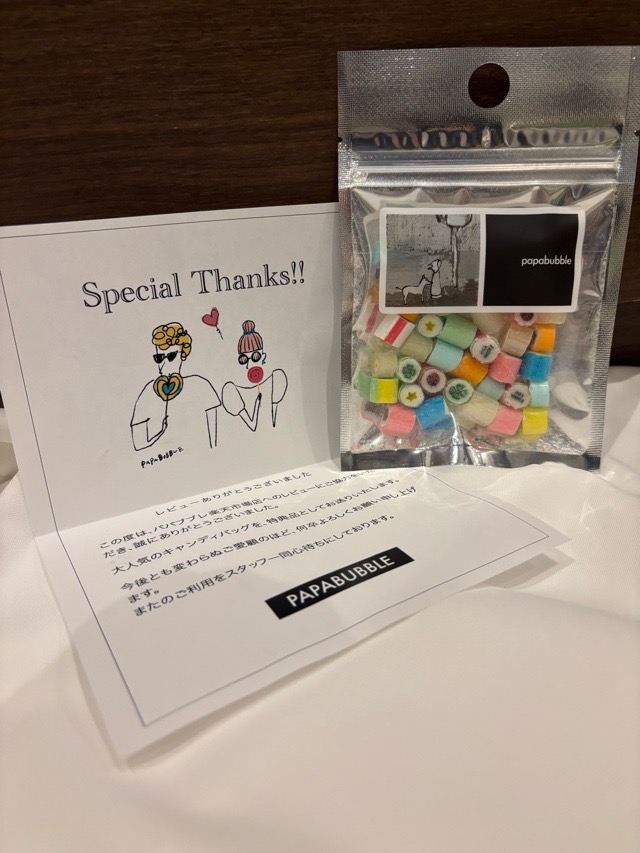 Special Thanks!!
PAPABUBBLE
レビューありがとうございました
この度は、パパブブレ楽天市場店へのレビューにご協力をいた
だき、誠にありがとうございました。
大人気のキャンディバッグを、特典品としてお送りいたします。
今後とも変わらぬご愛顧のほど、何卒よろしくお願い申し上げ
ます。
またのご利用をスタッフ一同心待ちにしております。
PAPABUBBLE
papabubble